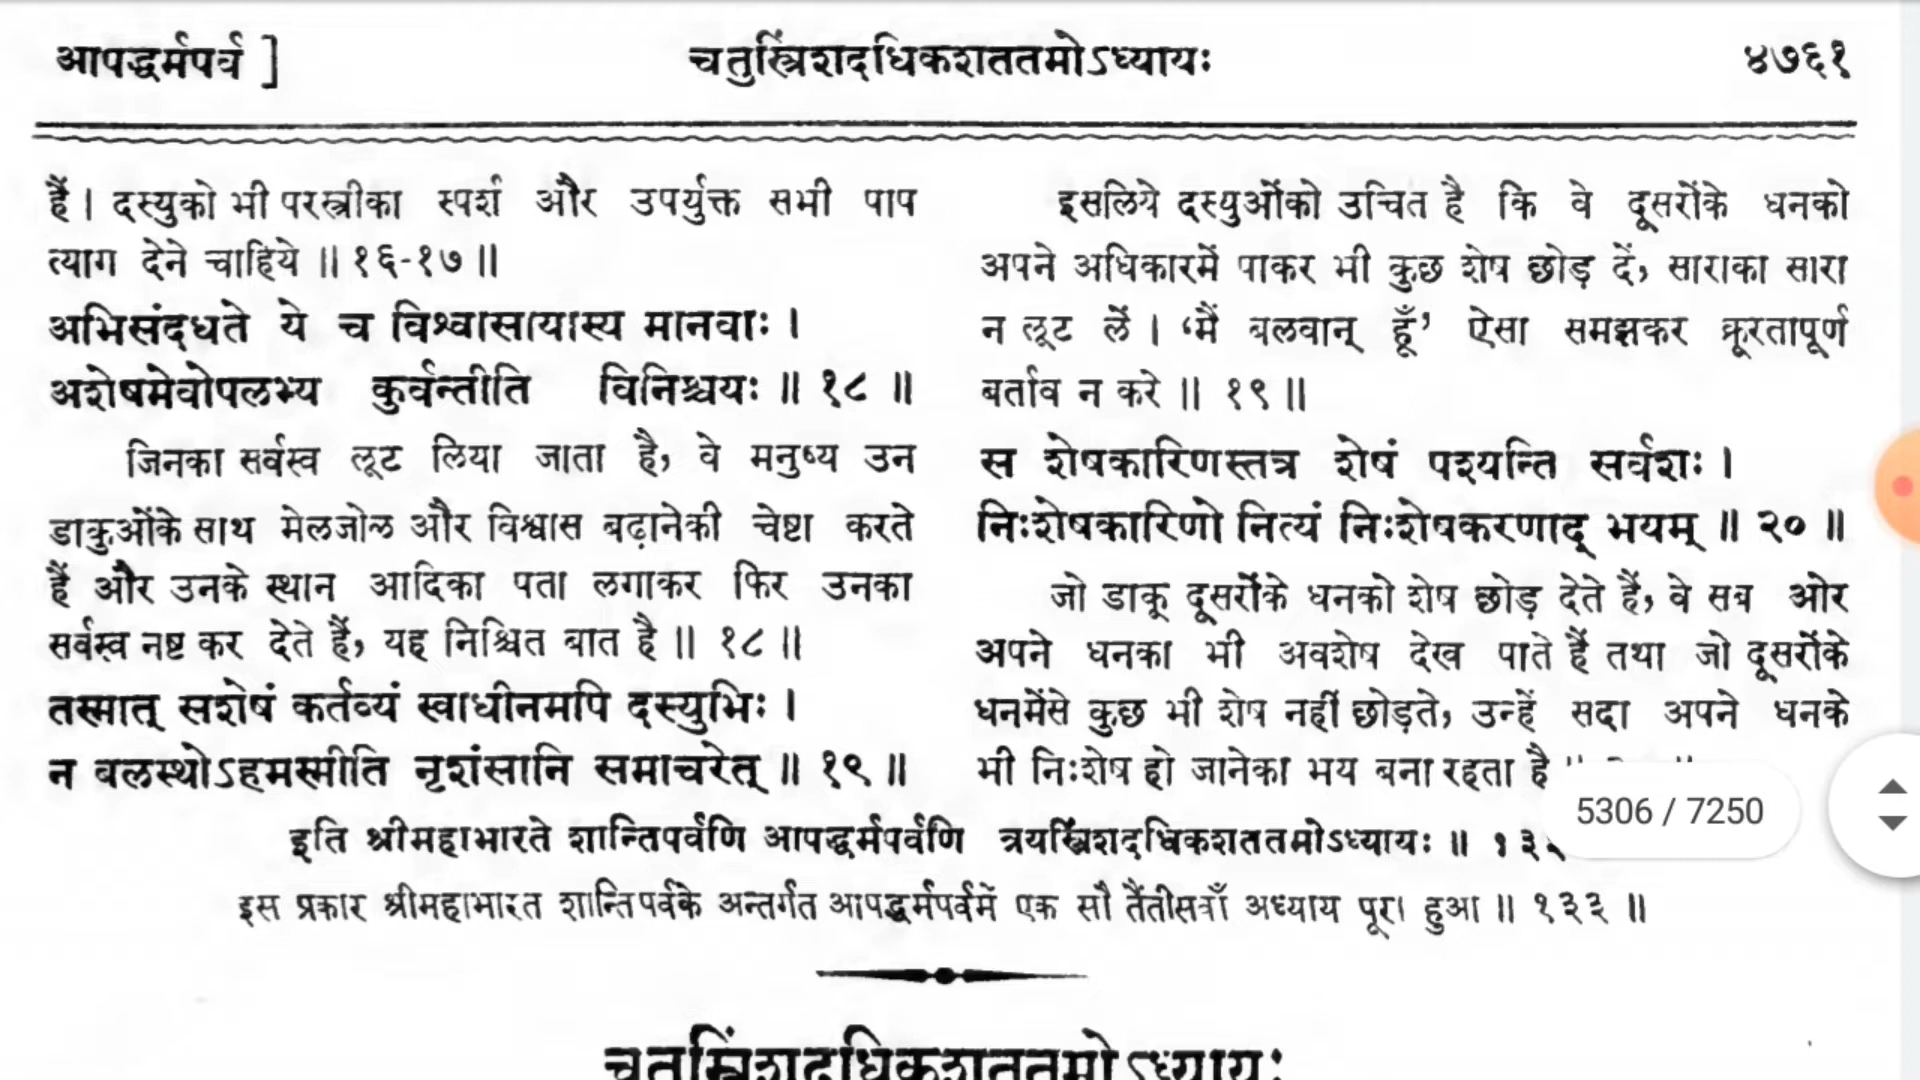 आपद्धर्मपर्व ]
चतुस्त्रिंशदधिकशततमोऽध्यायः
४७६१
हैं। दस्युको भी परस्त्रीका स्पर्श और उपर्युक्त सभी पाप
त्याग देने चाहिये ॥ १६-१७ ॥
अभिसंदधते ये च विश्वासायास्य मानवाः ।
अशेषमेवोपलभ्य कुर्वन्तीति विनिश्चयः ॥ १८ ॥
जिनका सर्वस्व लूट लिया जाता है, वे मनुष्य उन
डाकुओंके साथ मेलजोल और विश्वास बढ़ानेकी चेष्टा करते
हैं और उनके स्थान आदिका पता लगाकर फिर उनका
सर्वस्व नष्ट कर देते हैं, यह निश्चित बात है ॥ १८ ॥
तस्मात् सशेषं कर्तव्यं स्वाधीनमपि दस्युभिः ।
न बलस्थोऽहमस्मीति नृशंसानि समाचरेत् ॥ १९ ॥
इसलिये दस्युओंको उचित है कि वे दूसरोंके धनको
अपने अधिकारमें पाकर भी कुछ शेष छोड़ दें, साराका सारा
न लूट लें । ‘मैं बलवान् हूँ’ ऐसा समझकर क्रूरतापूर्ण
बर्ताव न करे ॥ १९ ॥
स शेषकारिणस्तत्र शेषं पश्यन्ति सर्वशः ।
निःशेषकारिणो नित्यं निःशेषकरणाद् भयम् ॥ २० ॥
जो डाकू दूसरोंके धनको शेष छोड़ देते हैं, वे सब ओर
अपने धनका भी अवशेष देख पाते हैं तथा जो दूसरोंके
धनमेंसे कुछ भी शेष नहीं छोड़ते, उन्हें सदा अपने धनके
भी निःशेष हो जानेका भय बना रहता है
5306 / 7250
इति श्रीमहाभारते शान्तिपर्वणि आपद्धर्मपर्वणि त्रयस्त्रिंशदधिकशततमोऽध्यायः ॥
इस प्रकार श्रीमहाभारत शान्तिपर्वके अन्तर्गत आपद्धर्मपर्वमें एक सौ तैंतीसवाँ अध्याय पूरा हुआ ॥ १३३ ॥
चतुस्त्रिंशदधिकशततमोऽध्यायः